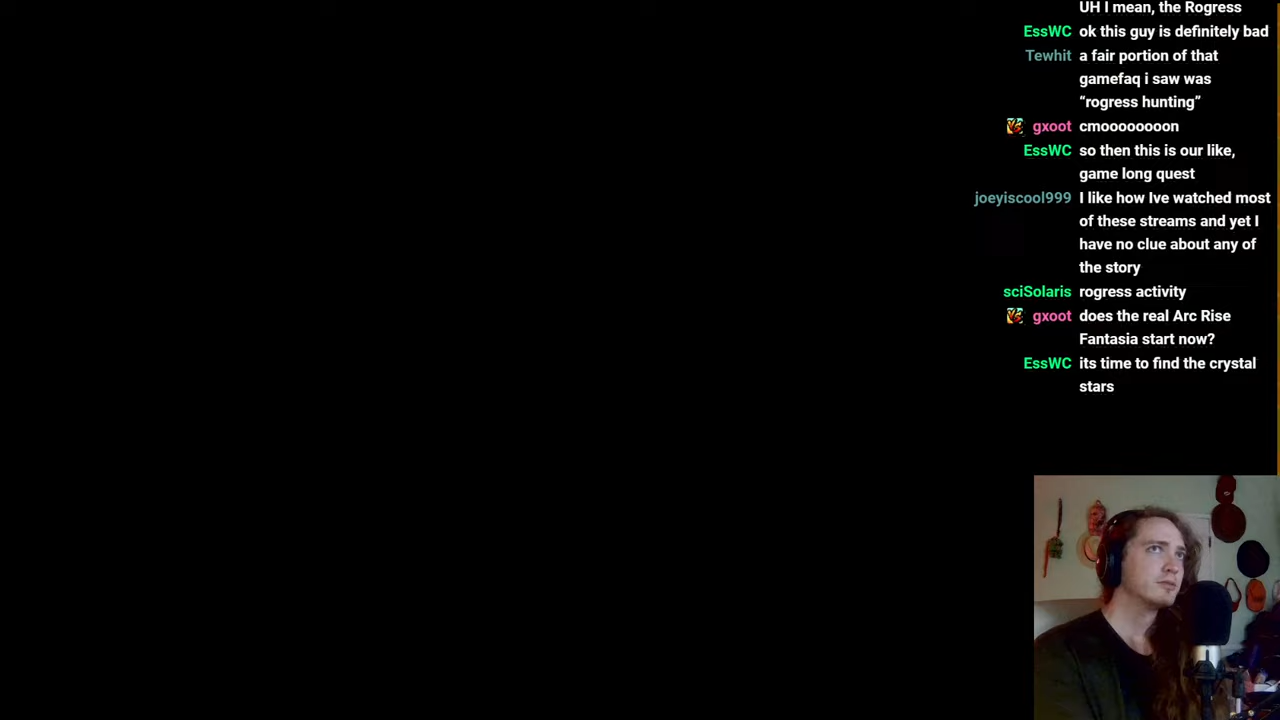 UH I mean, the Rogress
EssWC ok this guy is definitely bad
Tewhit a fair portion of that
gamefaq i saw was
“rogress hunting”
gxoot cmoooooooon
EssWC so then this is our like,
game long quest
joeyiscool999 I like how Ive watched most
of these streams and yet I
have no clue about any of
the story
sciSolaris rogress activity
gxoot does the real Arc Rise
Fantasia start now?
EssWC its time to find the crystal
stars